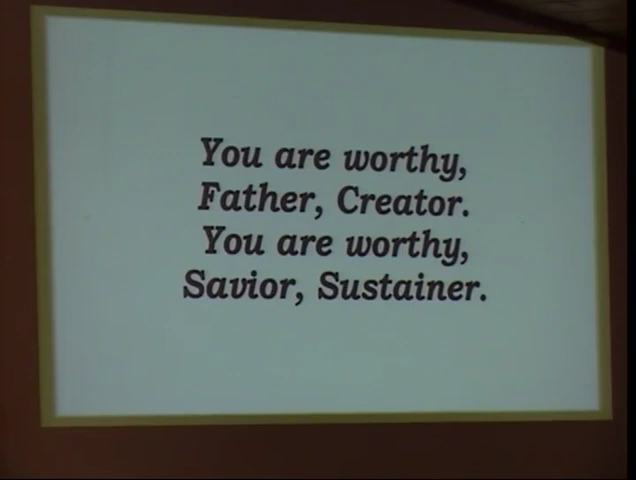 You are worthy,
Father, Creator.
You are worthy,
Savior, Sustainer.